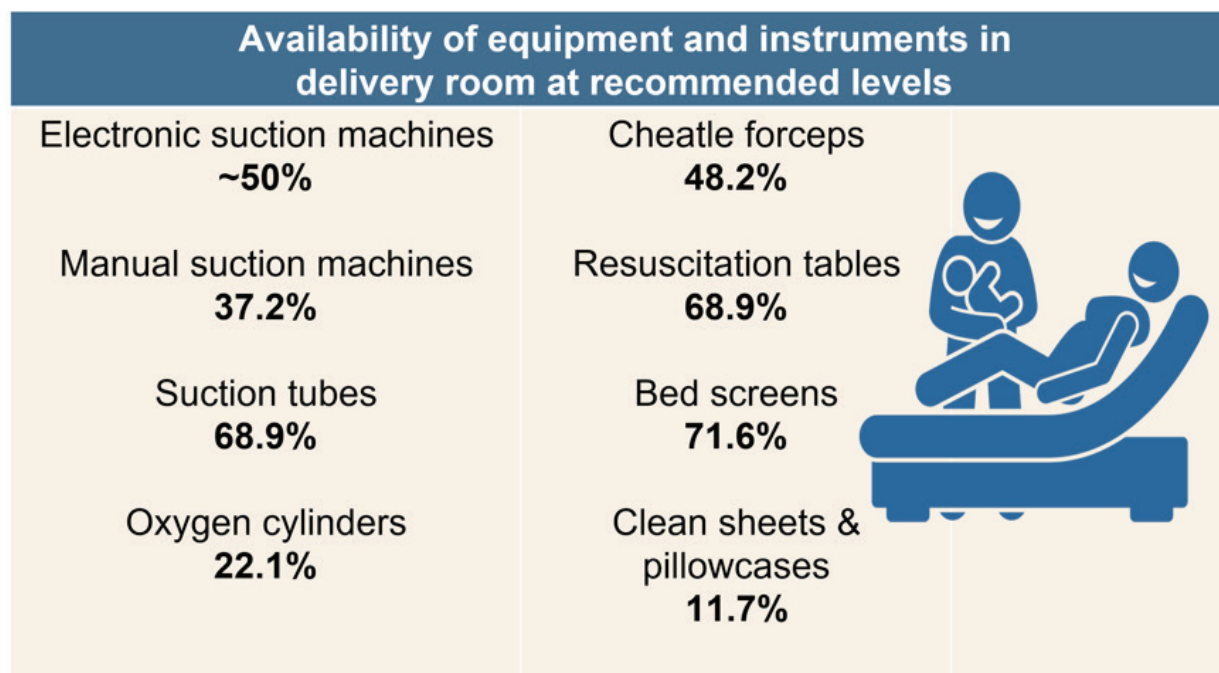 Availability of equipment and instruments in
delivery room at recommended levels
Electronic suction machines
~50%
Manual suction machines
37.2%
Suction tubes
68.9%
Oxygen cylinders
22.1%
Cheatle forceps
48.2%
Resuscitation tables
68.9%
Bed screens
71.6%
Clean sheets &
pillowcases
11.7%